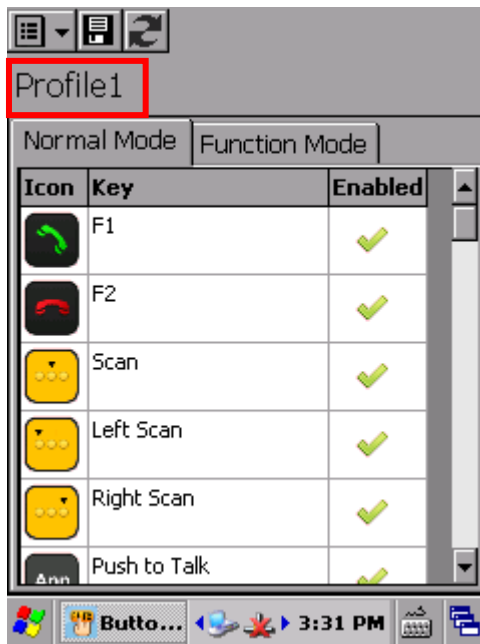 Profile1
Normal Mode Function Mode
Icon Key Enabled
F1
F2
Scan
Left Scan
Right Scan
App Push to Talk
Butto... 3:31 PM